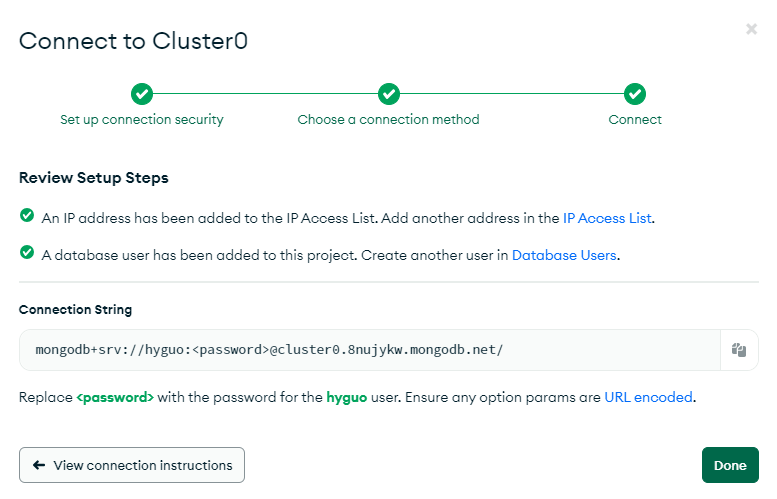 Connect to Cluster0
Set up connection security
Choose a connection method
Connect
Review Setup Steps
An IP address has been added to the IP Access List. Add another address in the IP Access List.
A database user has been added to this project. Create another user in Database Users.
Connection String
mongodb+srv://hyguo:<password>@cluster0.8nujykw.mongodb.net/
Replace <password> with the password for the hyguo user. Ensure any option params are URL encoded.
View connection instructions
Done